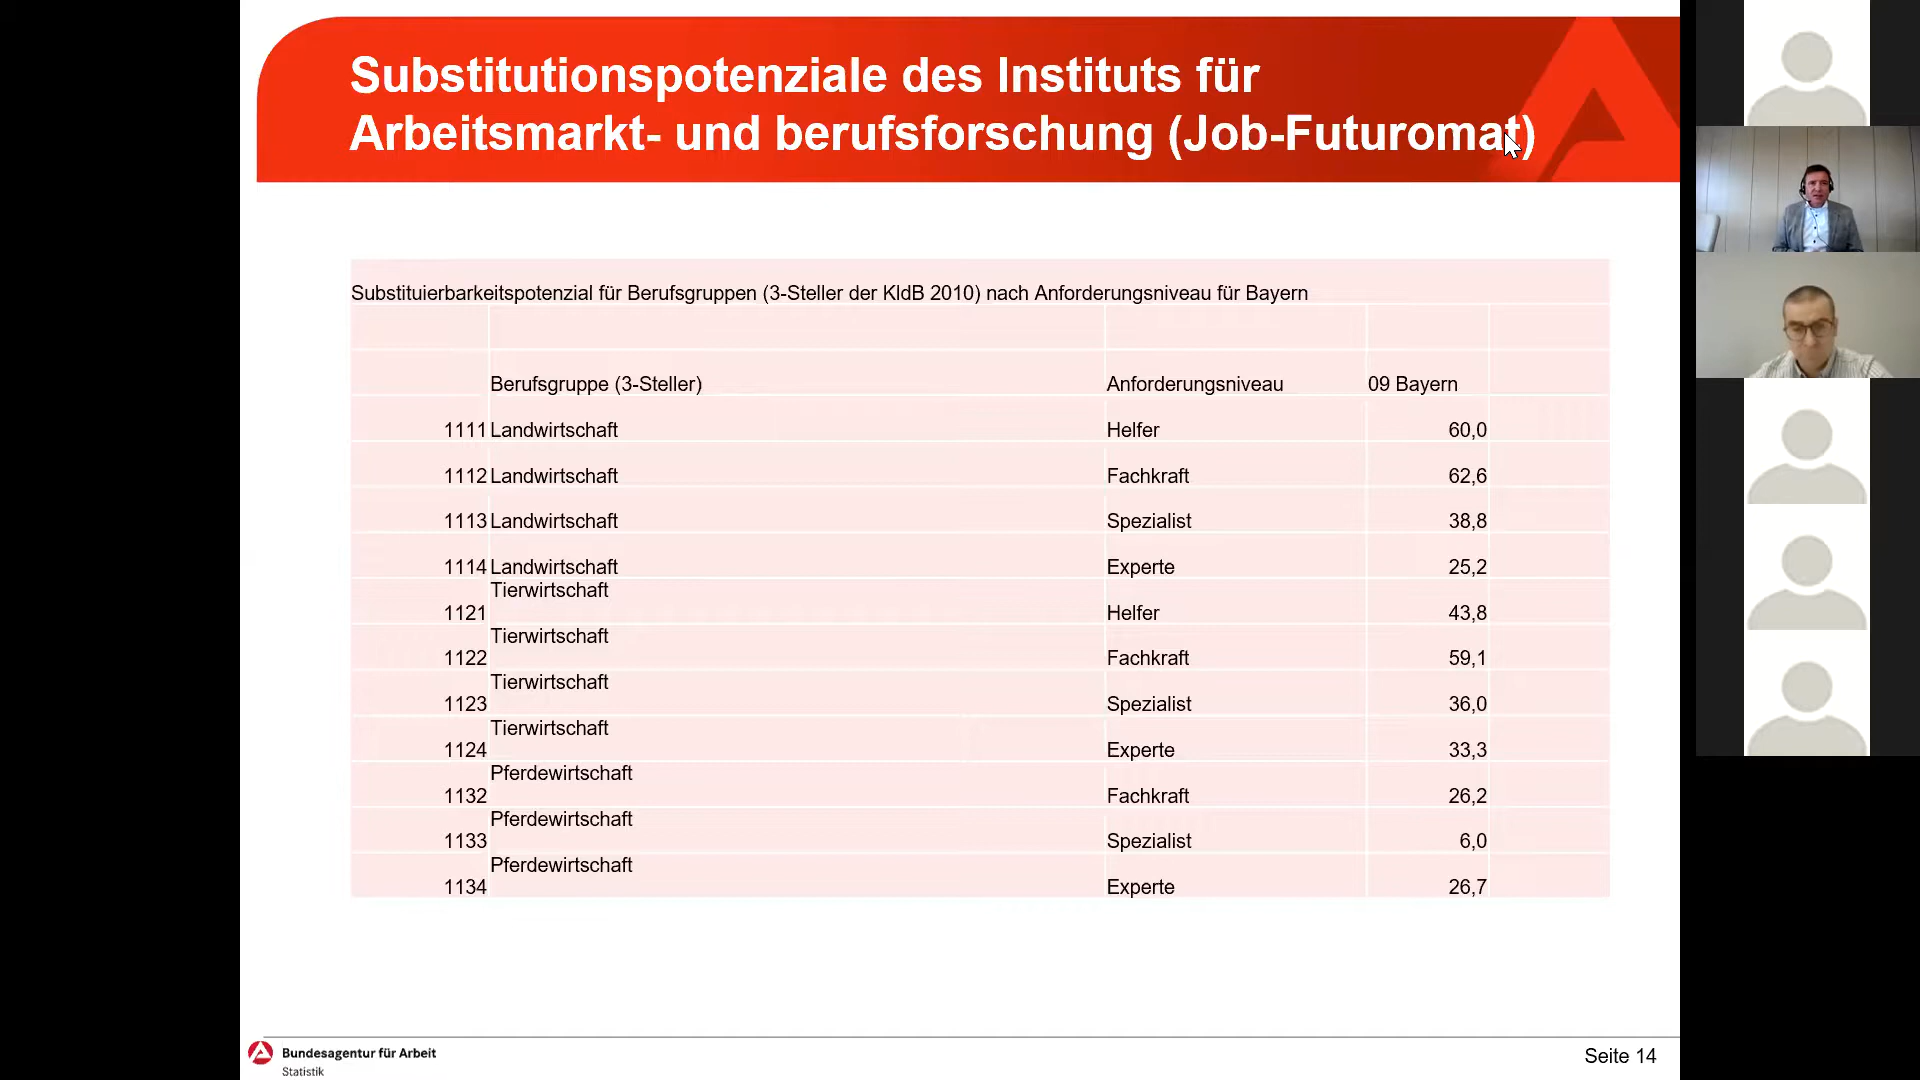 Substitutionspotenziale des Instituts für
Arbeitsmarkt- und berufsforschung (Job-Futuromat)
Substituierbarkeitspotenzial für Berufsgruppen (3-Steller der KldB 2010) nach Anforderungsniveau für Bayern
Berufsgruppe (3-Steller) Anforderungsniveau 09 Bayern
1111 Landwirtschaft Helfer 60,0
1112 Landwirtschaft Fachkraft 62,6
1113 Landwirtschaft Spezialist 38,8
1114 Landwirtschaft Experte 25,2
1121 Tierwirtschaft Helfer 43,8
1122 Tierwirtschaft Fachkraft 59,1
1123 Tierwirtschaft Spezialist 36,0
1124 Tierwirtschaft Experte 33,3
1132 Pferdewirtschaft Fachkraft 26,2
1133 Pferdewirtschaft Spezialist 6,0
1134 Pferdewirtschaft Experte 26,7
Bundesagentur für Arbeit
Statistik
Seite 14